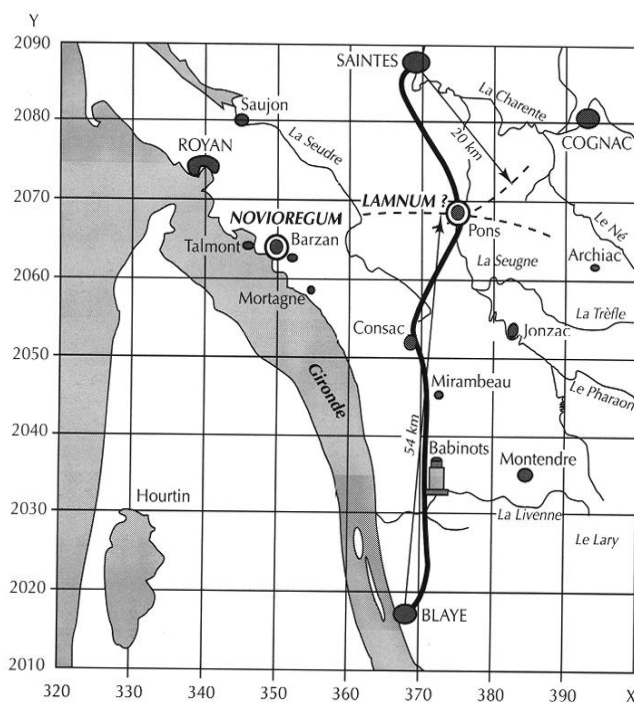 Y
2090
SAINTES
La Charente
Saujon
2080
20 km
COGNAC
ROYAN
La Seudre
2070
LAMNUM ?
NOVIOREGUM
Le Né
Pons
Talmont
Barzan
Archiac
2060
La Seugne
Mortagne
La Trèfle
Consac
Jonzac
2050
Gironde
Mirambeau
Le Pharaon
2040
54 km
Babinots
Montendre
2030
Hourtin
La Livenne
Le Lary
2020
BLAYE
2010
320 330 340 350 360 370 380 390 X